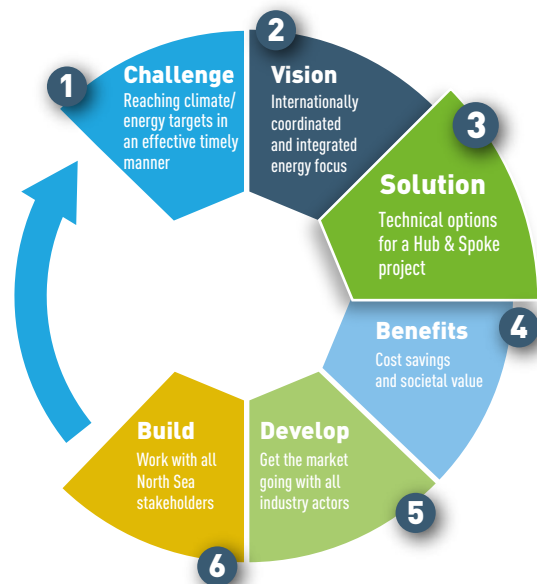 1
Challenge
Reaching climate/
energy targets in
an effective timely
manner
2
Vision
Internationally
coordinated
and integrated
energy focus
3
Solution
Technical options
for a Hub & Spoke
project
4
Benefits
Cost savings
and societal value
5
Develop
Get the market
going with all
industry actors
6
Build
Work with all
North Sea
stakeholders